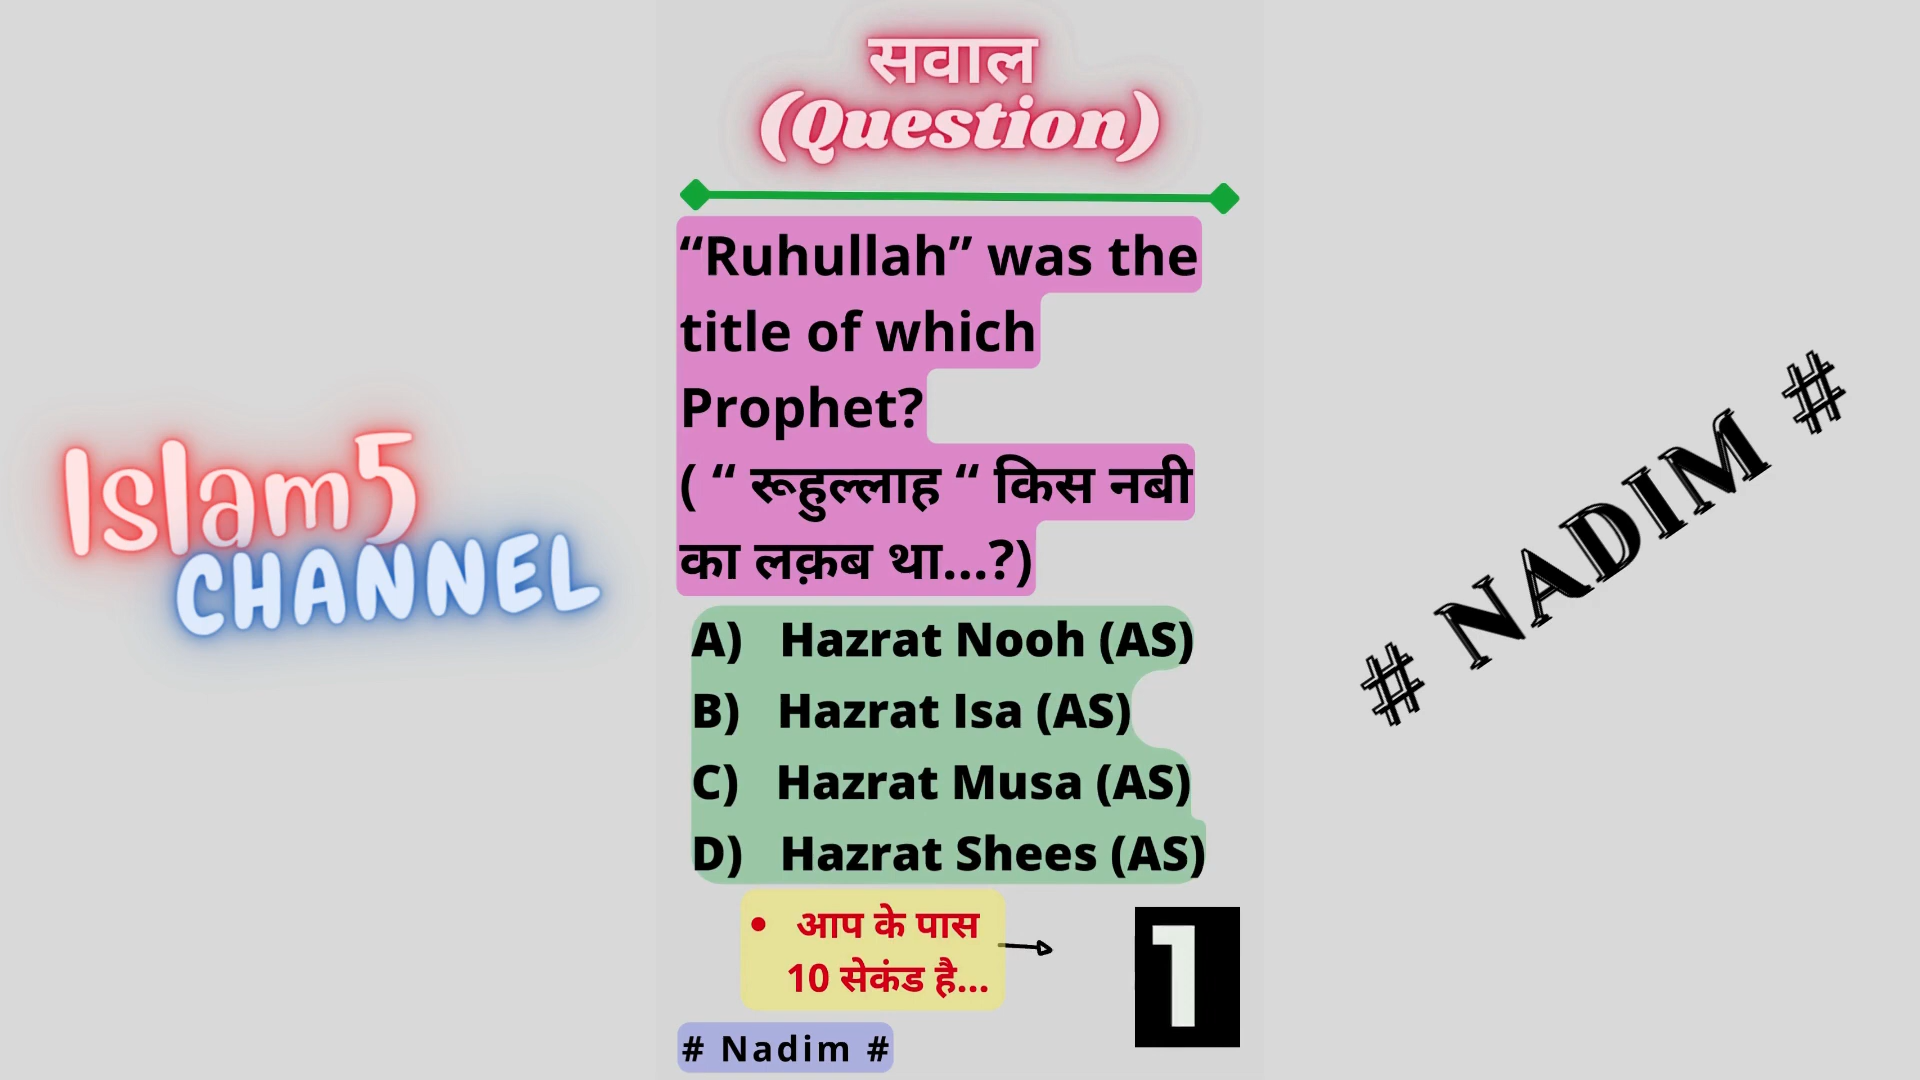 सवाल
(Question)
“Ruhullah” was the
title of which
Prophet?
( “ रूहुल्लाह “ किस नबी
का लक़ब था...?)
A) Hazrat Nooh (AS)
B) Hazrat Isa (AS)
C) Hazrat Musa (AS)
D) Hazrat Shees (AS)
• आप के पास
10 सेकंड है...
1
# Nadim #
Islam5
CHANNEL
# NADIM #